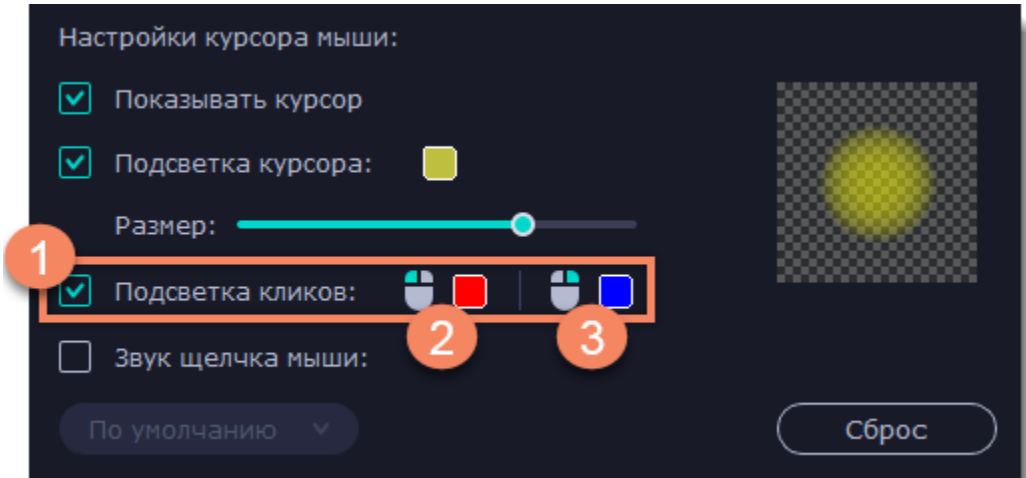 Настройки курсора мыши:
Показывать курсор
Подсветка курсора:
Размер:
1
Подсветка кликов:
2
3
Звук щелчка мыши:
По умолчанию
Сброс